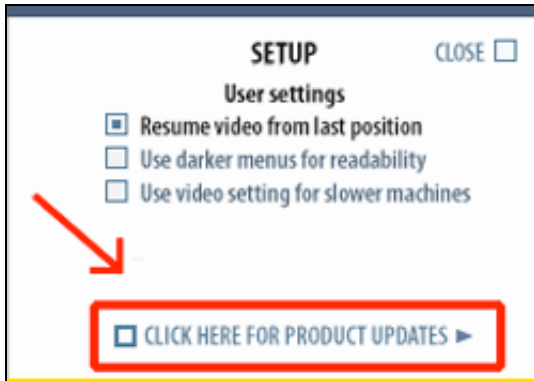 SETUP CLOSE
User settings
Resume video from last position
Use darker menus for readability
Use video setting for slower machines
CLICK HERE FOR PRODUCT UPDATES